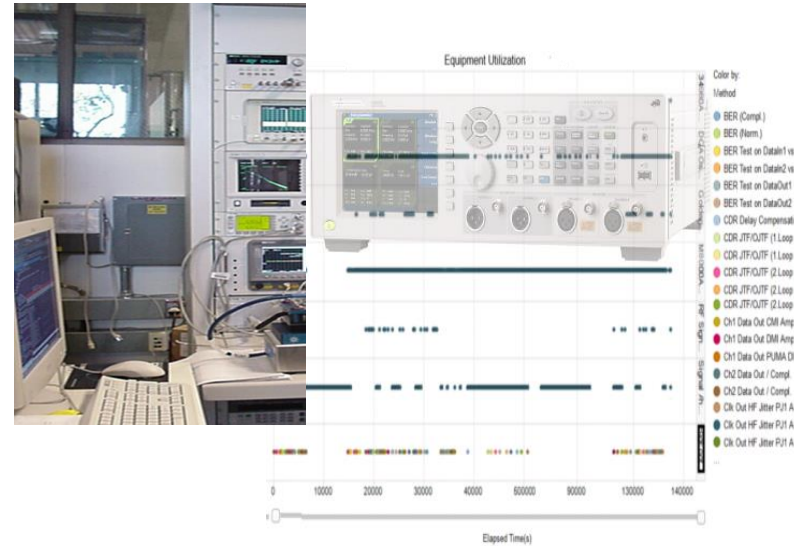 Equipment Utilization
Color by:
Method
BER (Compl.)
BER (Norm.)
BER Test on DataIn1 vs
BER Test on DataIn2 vs
BER Test on DataOut1
BER Test on DataOut2
CDR Delay Compensati
CDR JTF/OJTF (1.Loop
CDR JTF/OJTF (1.Loop
CDR JTF/OJTF (2.Loop
CDR JTF/OJTF (2.Loop
CDR JTF/OJTF (2.Loop
Ch1 Data Out CMI Amp
Ch1 Data Out DMI Amp
Ch1 Data Out PUMA DI
Ch2 Data Out / Compl.
Ch2 Data Out / Compl.
Clk Out HF Jitter PJ1 A
Clk Out HF Jitter PJ1 A
Clk Out HF Jitter PJ1 A
...
RF Sign
Signal
0 10000 20000 30000 40000 500000 90000 130000 140000
Elapsed Time(s)